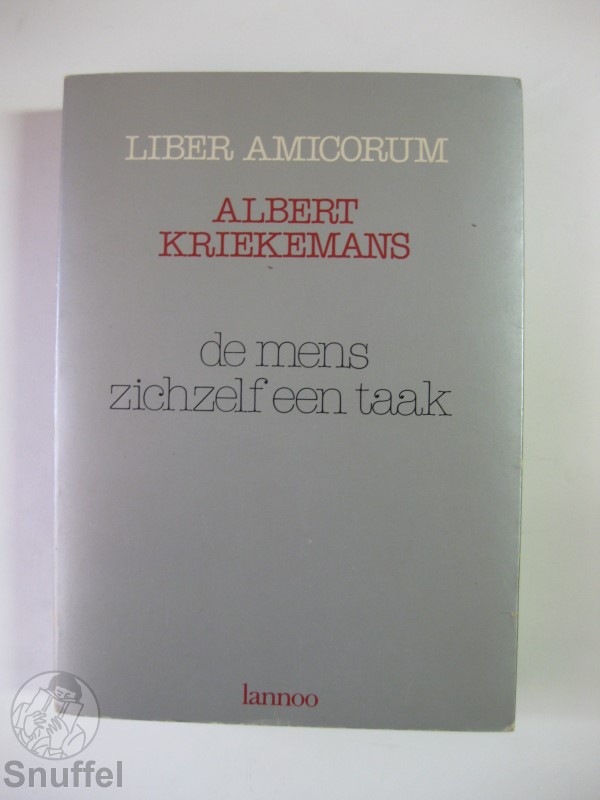 LIBER AMICORUM
ALBERT
KRIEKEMANS
de mens
zichzelf een taak
lannoo
Snuffel